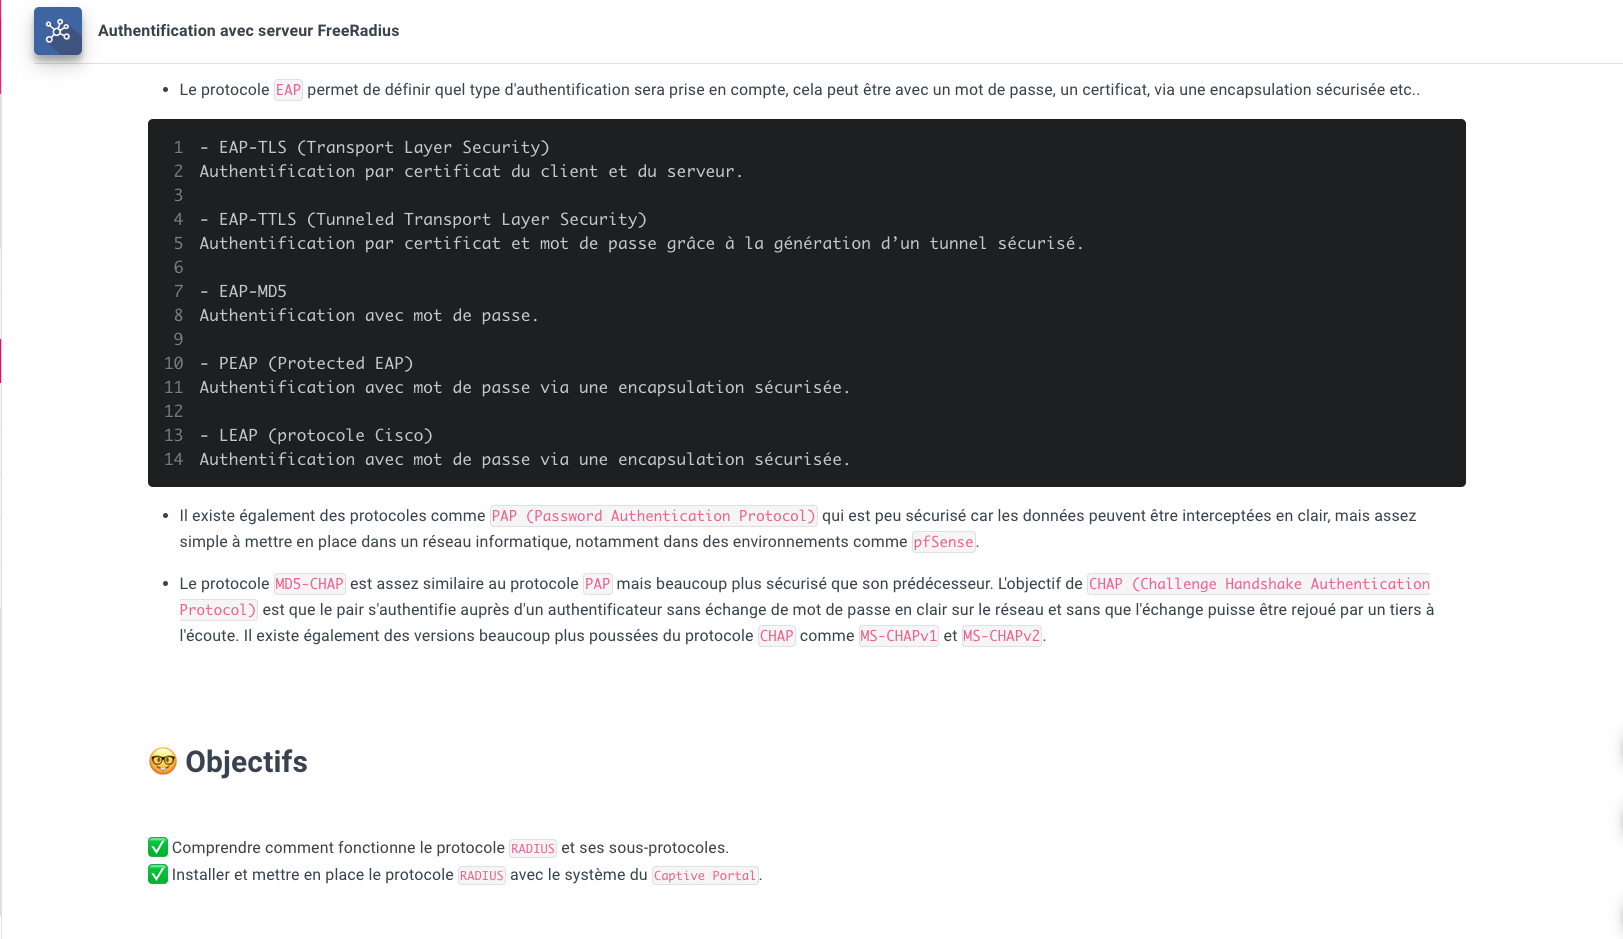 Authentification avec serveur FreeRadius
• Le protocole EAP permet de définir quel type d'authentification sera prise en compte, cela peut être avec un mot de passe, un certificat, via une encapsulation sécurisée etc..
1 - EAP-TLS (Transport Layer Security)
2 Authentification par certificat du client et du serveur.
3
4 - EAP-TTLS (Tunneled Transport Layer Security)
5 Authentification par certificat et mot de passe grâce à la génération d’un tunnel sécurisé.
6
7 - EAP-MD5
8 Authentification avec mot de passe.
9
10 - PEAP (Protected EAP)
11 Authentification avec mot de passe via une encapsulation sécurisée.
12
13 - LEAP (protocole Cisco)
14 Authentification avec mot de passe via une encapsulation sécurisée.
• Il existe également des protocoles comme PAP (Password Authentication Protocol) qui est peu sécurisé car les données peuvent être interceptées en clair, mais assez
simple à mettre en place dans un réseau informatique, notamment dans des environnements comme pfSense.
• Le protocole MD5-CHAP est assez similaire au protocole PAP mais beaucoup plus sécurisé que son prédécesseur. L'objectif de CHAP (Challenge Handshake Authentication
Protocol) est que le pair s'authentifie auprès d'un authentificateur sans échange de mot de passe en clair sur le réseau et sans que l'échange puisse être rejoué par un tiers à
l'écoute. Il existe également des versions beaucoup plus poussées du protocole CHAP comme MS-CHAPv1 et MS-CHAPv2.
🤓 Objectifs
✅ Comprendre comment fonctionne le protocole RADIUS et ses sous-protocoles.
✅ Installer et mettre en place le protocole RADIUS avec le système du Captive Portal.